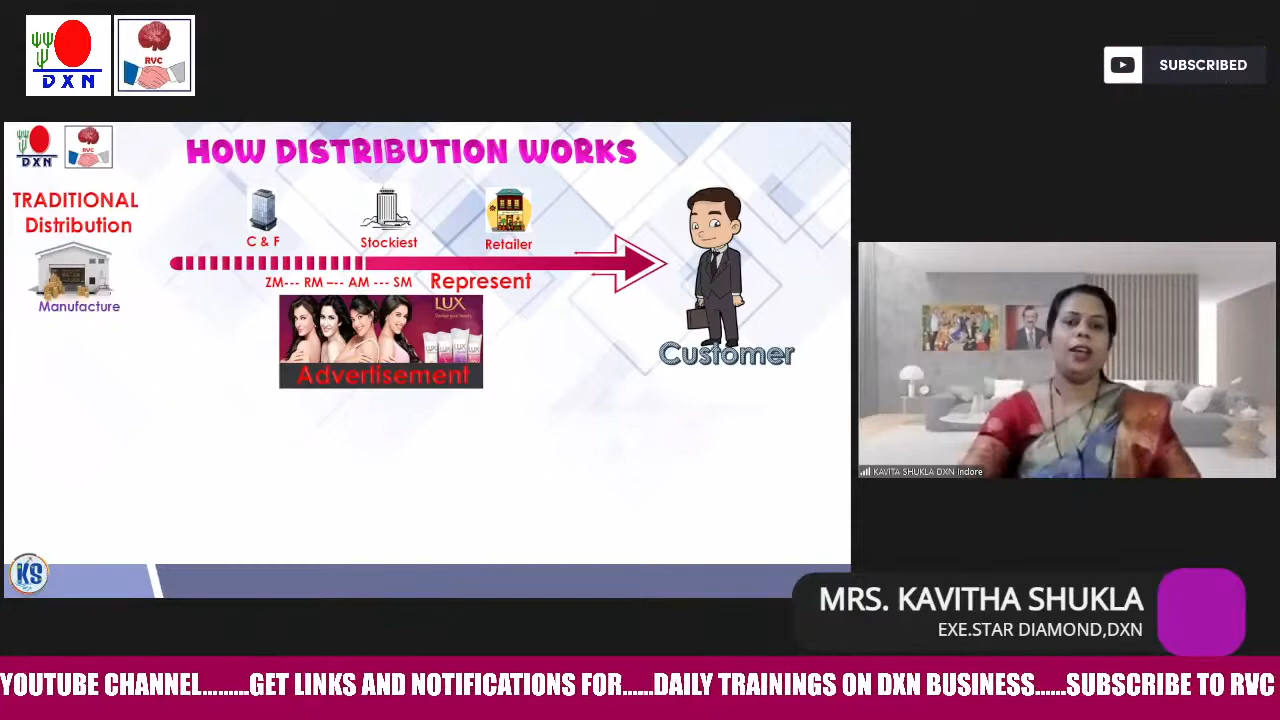 DXN
RVC
SUBSCRIBED
DXN
RVC
HOW DISTRIBUTION WORKS
TRADITIONAL
Distribution
Manufacture
C & F
Stockiest
Retailer
ZM--- RM --- AM --- SM
Represent
LUX
Advertisement
Customer
KS
KAVITA SHUKLA DXN Indore
MRS. KAVITHA SHUKLA
EXE.STAR DIAMOND,DXN
YOUTUBE CHANNEL.........GET LINKS AND NOTIFICATIONS FOR......DAILY TRAININGS ON DXN BUSINESS......SUBSCRIBE TO RVC